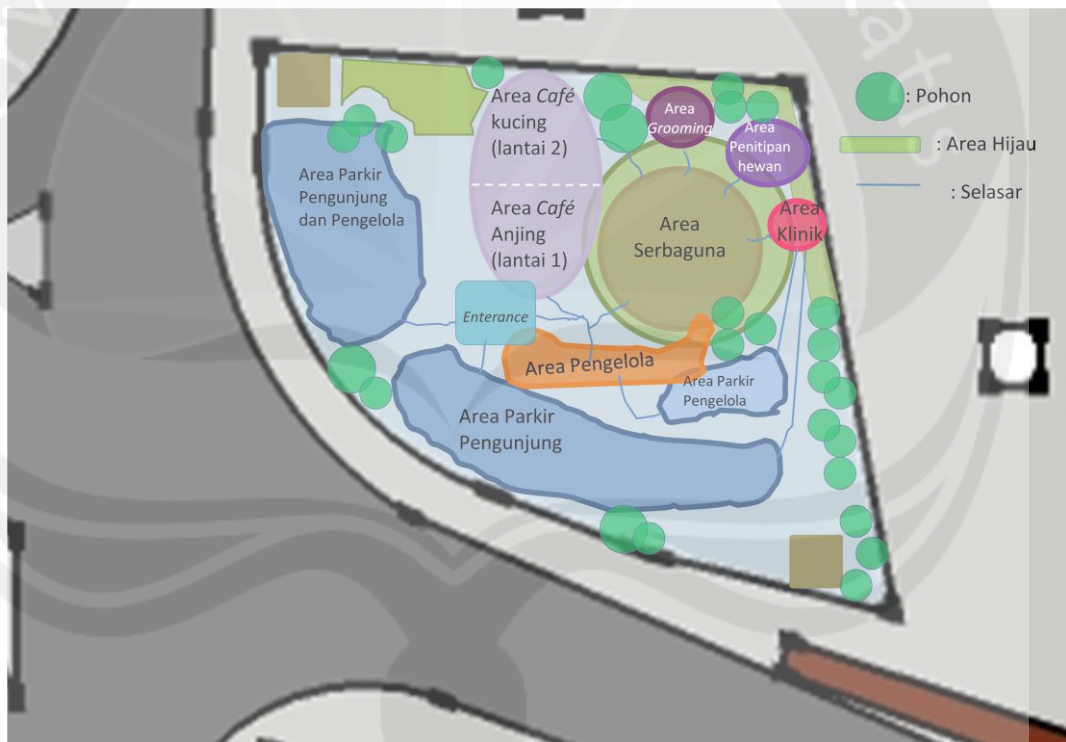 Area Café
kucing
(lantai 2)
Area Café
Anjing
(lantai 1)
Area
Grooming
Area
Penitipan
hewan
Area
Klinik
Area
Serbaguna
Area Parkir
Pengunjung
dan Pengelola
Enterance
Area Pengelola
Area Parkir
Pengelola
Area Parkir
Pengunjung
: Pohon
: Area Hijau
: Selasar